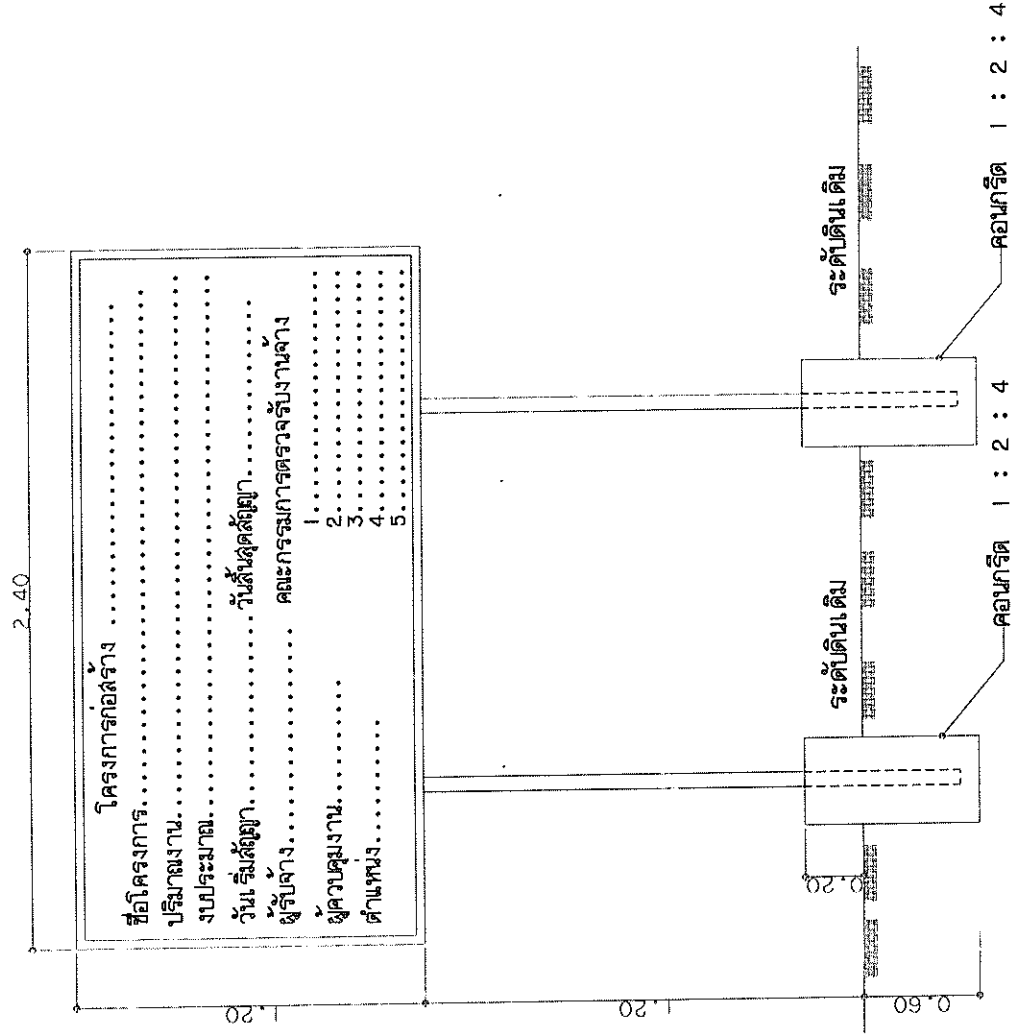 2.40
โครงการก่อสร้าง ........................................
ชื่อโครงการ........................................................
ปริมาณงาน........................................................
งบประมาณ........................................................
วันเริ่มสัญญา........................วันสิ้นสุดสัญญา........................
ผู้รับจ้าง........................ คณะกรรมการตรวจรับงานจ้าง
1........................
ผู้ควบคุมงาน................ 2........................
3........................
ตำแหน่ง................ 4........................
5........................
1.20
1.20
ระดับดินเดิม ระดับดินเดิม
0.20
0.60
คอนกรีต 1 : 2 : 4 คอนกรีต 1 : 2 : 4